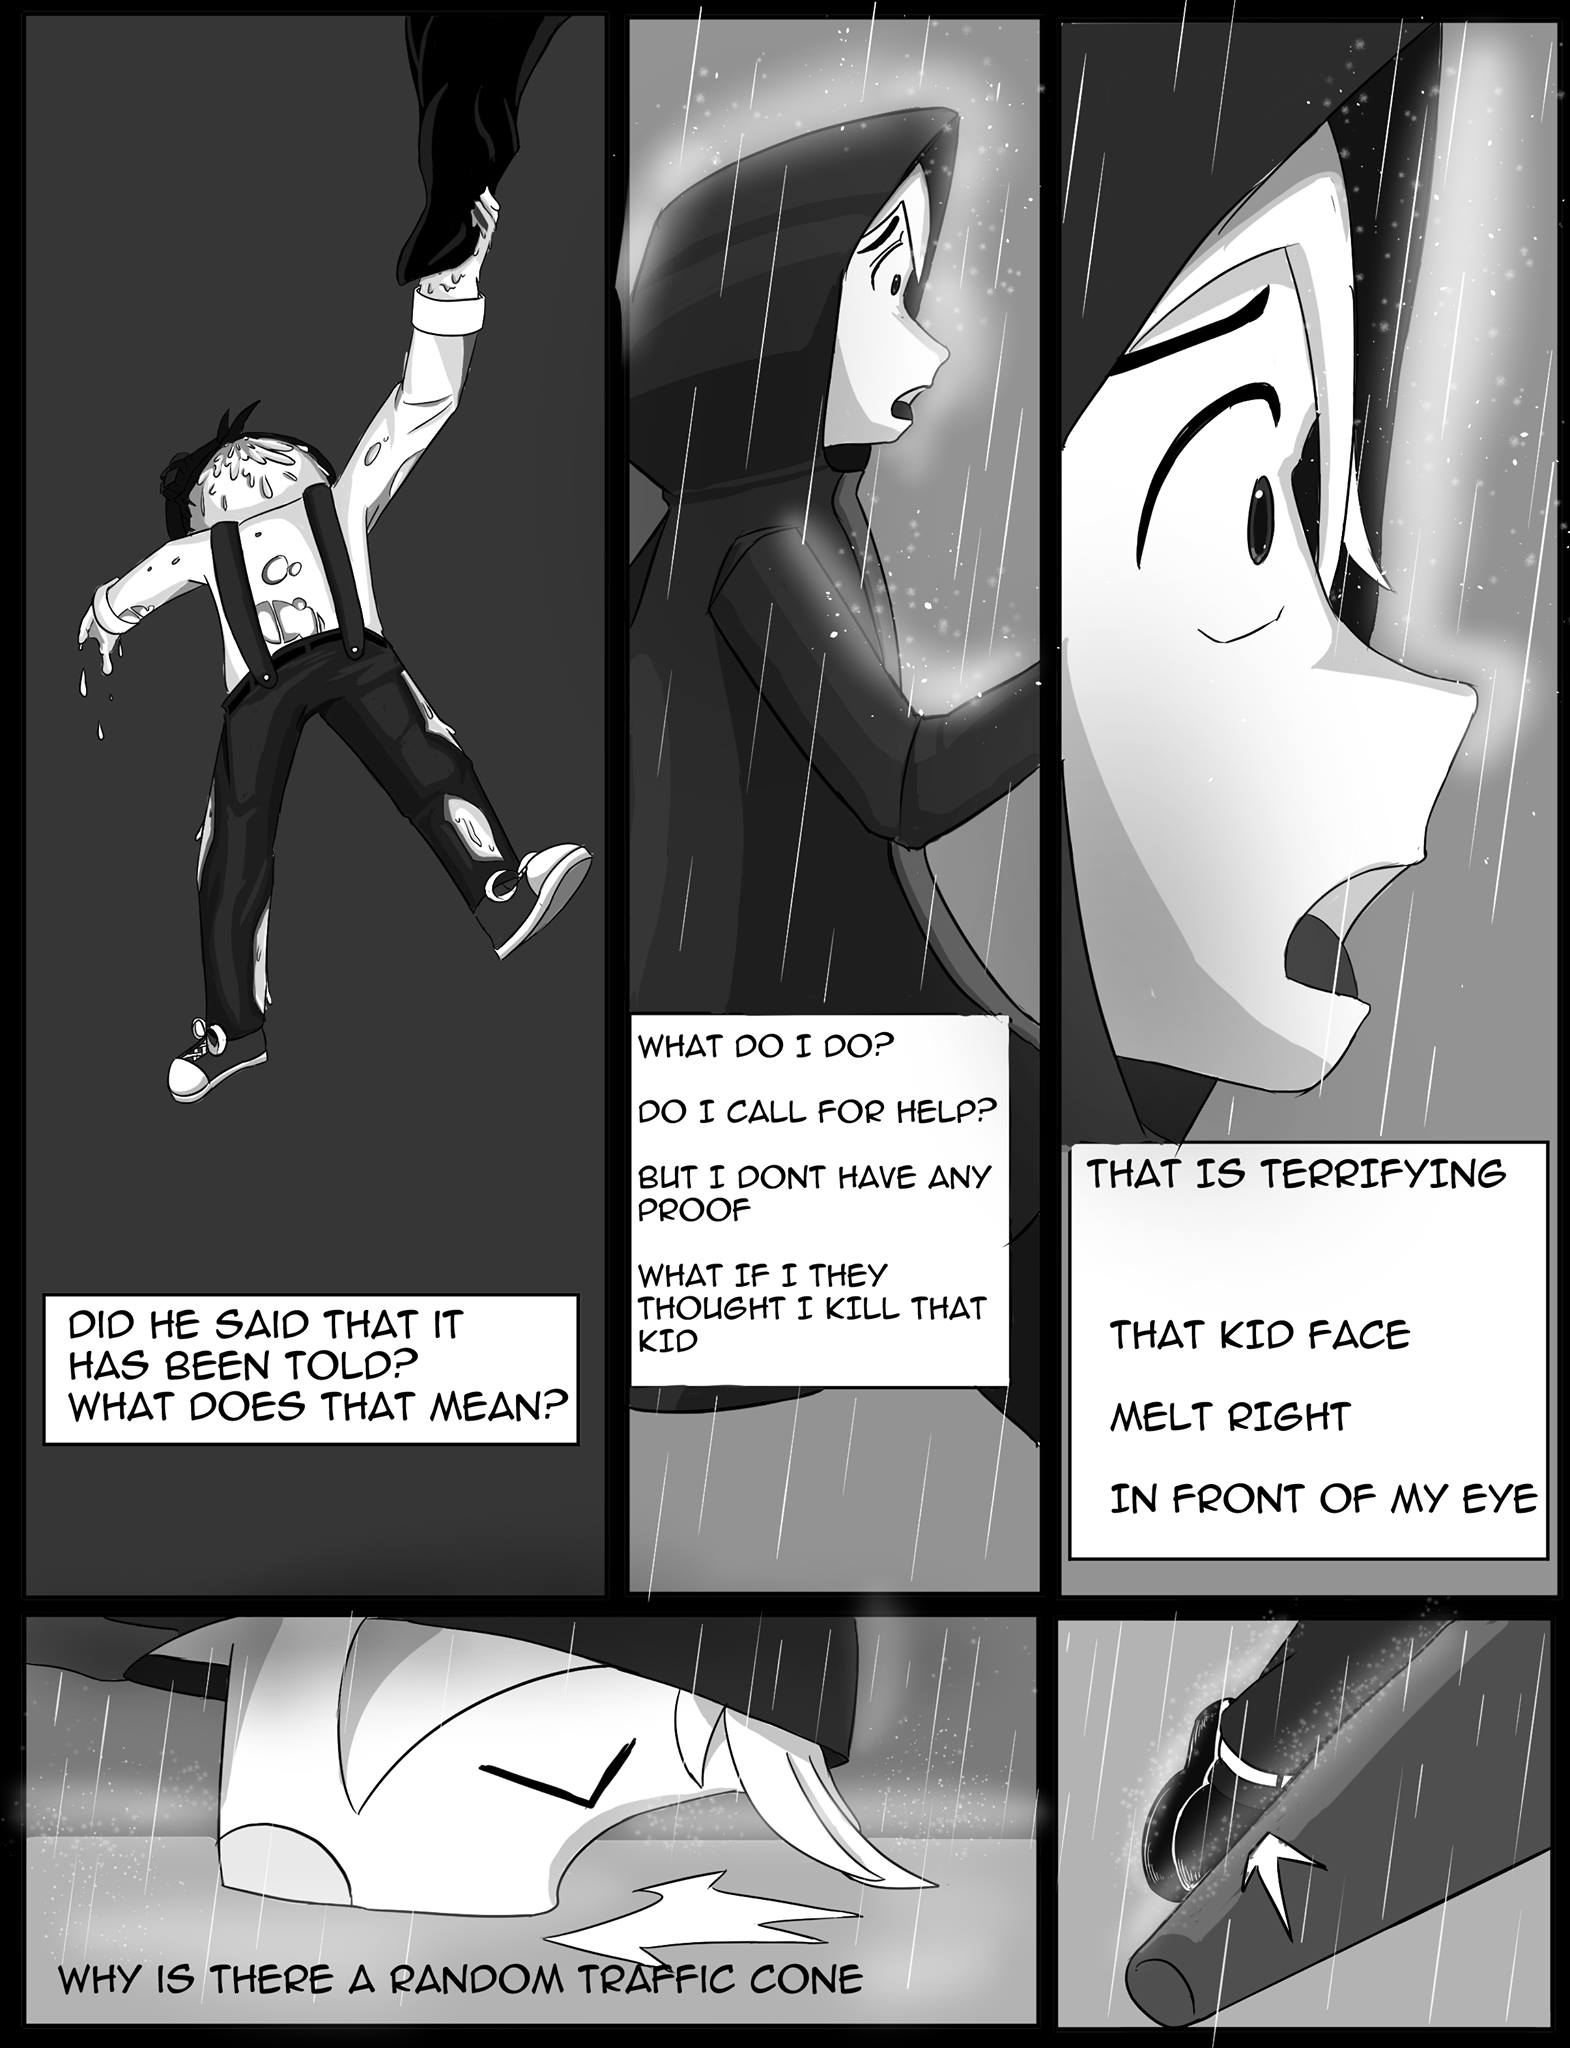 DID HE SAID THAT IT
HAS BEEN TOLD?
WHAT DOES THAT MEAN?
WHAT DO I DO?
DO I CALL FOR HELP?
BUT I DONT HAVE ANY
PROOF
WHAT IF I THEY
THOUGHT I KILL THAT
KID
THAT IS TERRIFYING
THAT KID FACE
MELT RIGHT
IN FRONT OF MY EYE
WHY IS THERE A RANDOM TRAFFIC CONE